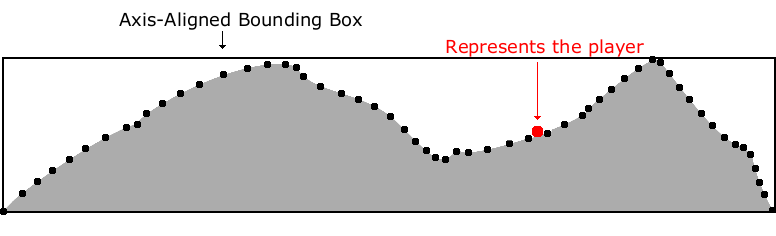 Axis-Aligned Bounding Box
Represents the player